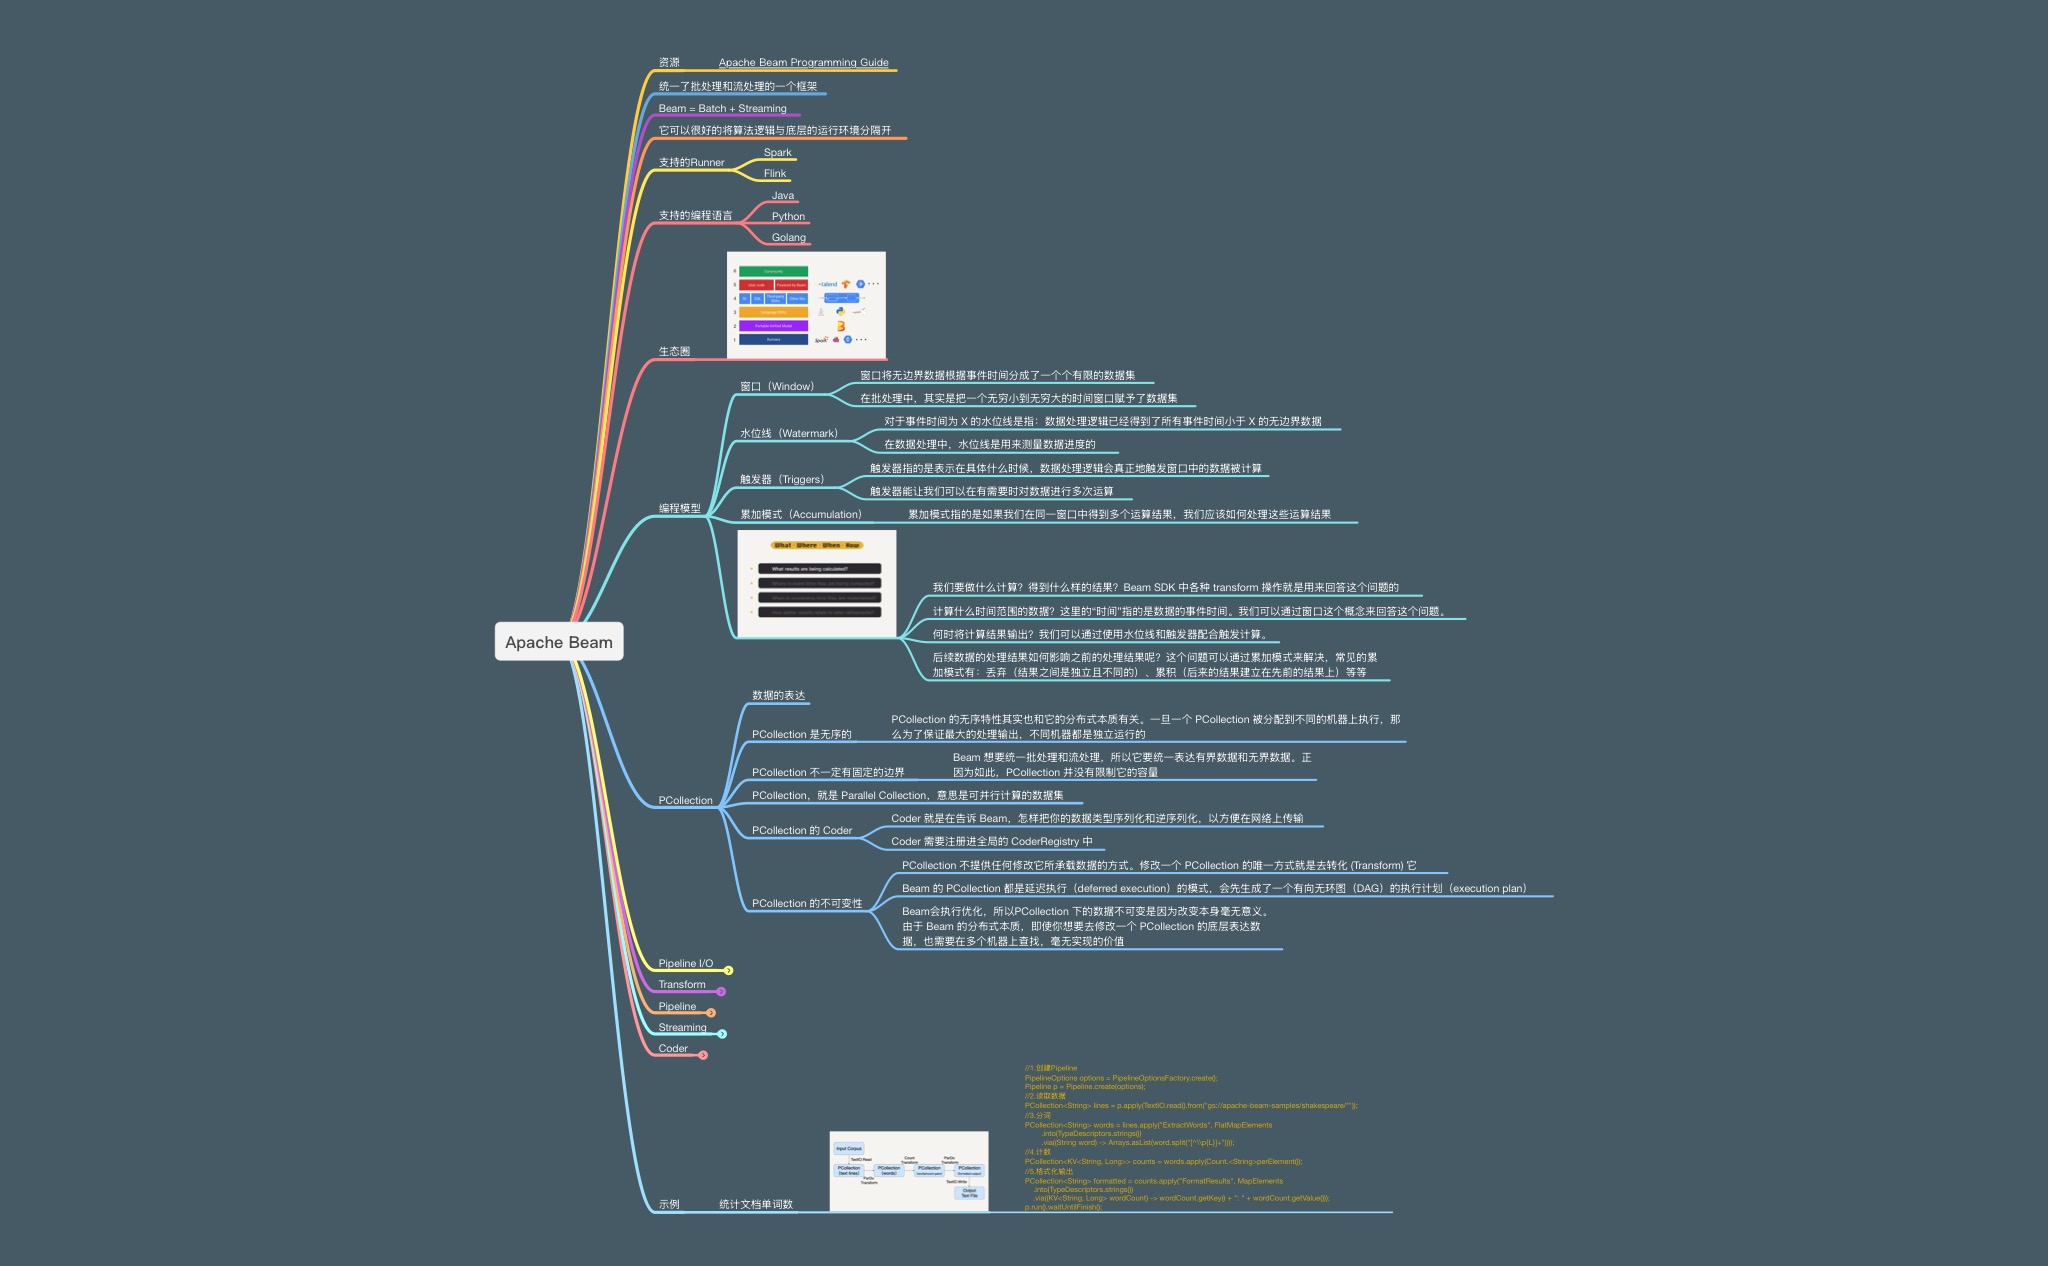 Apache Beam
资源
Apache Beam Programming Guide
统一了批处理和流处理的一个框架
Beam = Batch + Streaming
它可以很好的将算法逻辑与底层的运行环境分隔开
支持的Runner
Spark
Flink
支持的编程语言
Java
Python
Golang
生态圈
6 Community
5 User code Powered by Beam
talend
4 IO SQL
3 Language SDKs
2 Portable Unified Model
1 Runners
Spark
编程模型
窗口（Window）
窗口将无边界数据根据事件时间分成了一个个有限的数据集
在批处理中，其实是把一个无穷小到无穷大的时间窗口赋予了数据集
水位线（Watermark）
对于事件时间为 X 的水位线是指：数据处理逻辑已经得到了所有事件时间小于 X 的无边界数据
在数据处理中，水位线是用来测量数据进度的
触发器（Triggers）
触发器指的是表示在具体什么时候，数据处理逻辑会真正地触发窗口中的数据被计算
触发器能让我们可以在有需要时对数据进行多次运算
累加模式（Accumulation）
累加模式指的是如果我们在同一窗口中得到多个运算结果，我们应该如何处理这些运算结果
What Where When How
What results are being calculated?
我们要做什么计算？得到什么样的结果？Beam SDK 中各种 transform 操作就是用来回答这个问题的
计算什么时间范围的数据？这里的“时间”指的是数据的事件时间。我们可以通过窗口这个概念来回答这个问题。
何时将计算结果输出？我们可以通过使用水位线和触发器配合触发计算。
后续数据的处理结果如何影响之前的处理结果呢？这个问题可以通过累加模式来解决，常见的累
加模式有：丢弃（结果之间是独立且不同的）、累积（后来的结果建立在先前的结果上）等等
PCollection
数据的表达
PCollection 是无序的
PCollection 的无序特性其实也和它的分布式本质有关。一旦一个 PCollection 被分配到不同的机器上执行，那
么为了保证最大的处理输出，不同机器都是独立运行的
PCollection 不一定有固定的边界
Beam 想要统一批处理和流处理，所以它要统一表达有界数据和无界数据。正
因为如此，PCollection 并没有限制它的容量
PCollection，就是 Parallel Collection，意思是可并行计算的数据集
PCollection 的 Coder
Coder 就是在告诉 Beam，怎样把你的数据类型序列化和逆序列化，以方便在网络上传输
Coder 需要注册进全局的 CoderRegistry 中
PCollection 的不可变性
PCollection 不提供任何修改它所承载数据的方式。修改一个 PCollection 的唯一方式就是去转化 (Transform) 它
Beam 的 PCollection 都是延迟执行（deferred execution）的模式，会先生成了一个有向无环图（DAG）的执行计划（execution plan）
Beam会执行优化，所以PCollection 下的数据不可变是因为改变本身毫无意义。
由于 Beam 的分布式本质，即使你想要去修改一个 PCollection 的底层表达数
据，也需要在多个机器上查找，毫无实现的价值
Pipeline I/O
Transform
Pipeline
Streaming
Coder
示例
统计文档单词数
Input Corpus
TextIO.Read
PCollection
(text lines)
ParDo
Transform
PCollection
(words)
Count
Transform
PCollection
ParDo
Transform
PCollection
TextIO.Write
Output
Text File
//1.创建Pipeline
PipelineOptions options = PipelineOptionsFactory.create();
Pipeline p = Pipeline.create(options);
//2.读取数据
PCollection<String> lines = p.apply(TextIO.read().from("gs://apache-beam-samples/shakespeare/*"));
//3.分词
PCollection<String> words = lines.apply("ExtractWords", FlatMapElements
.into(TypeDescriptors.strings())
.via((String word) -> Arrays.asList(word.split("[^\\p{L}]+"))));
//4.计数
PCollection<KV<String, Long>> counts = words.apply(Count.<String>perElement());
//5.格式化输出
PCollection<String> formatted = counts.apply("FormatResults", MapElements
.into(TypeDescriptors.strings())
.via((KV<String, Long> wordCount) -> wordCount.getKey() + ": " + wordCount.getValue()));
p.run().waitUntilFinish();